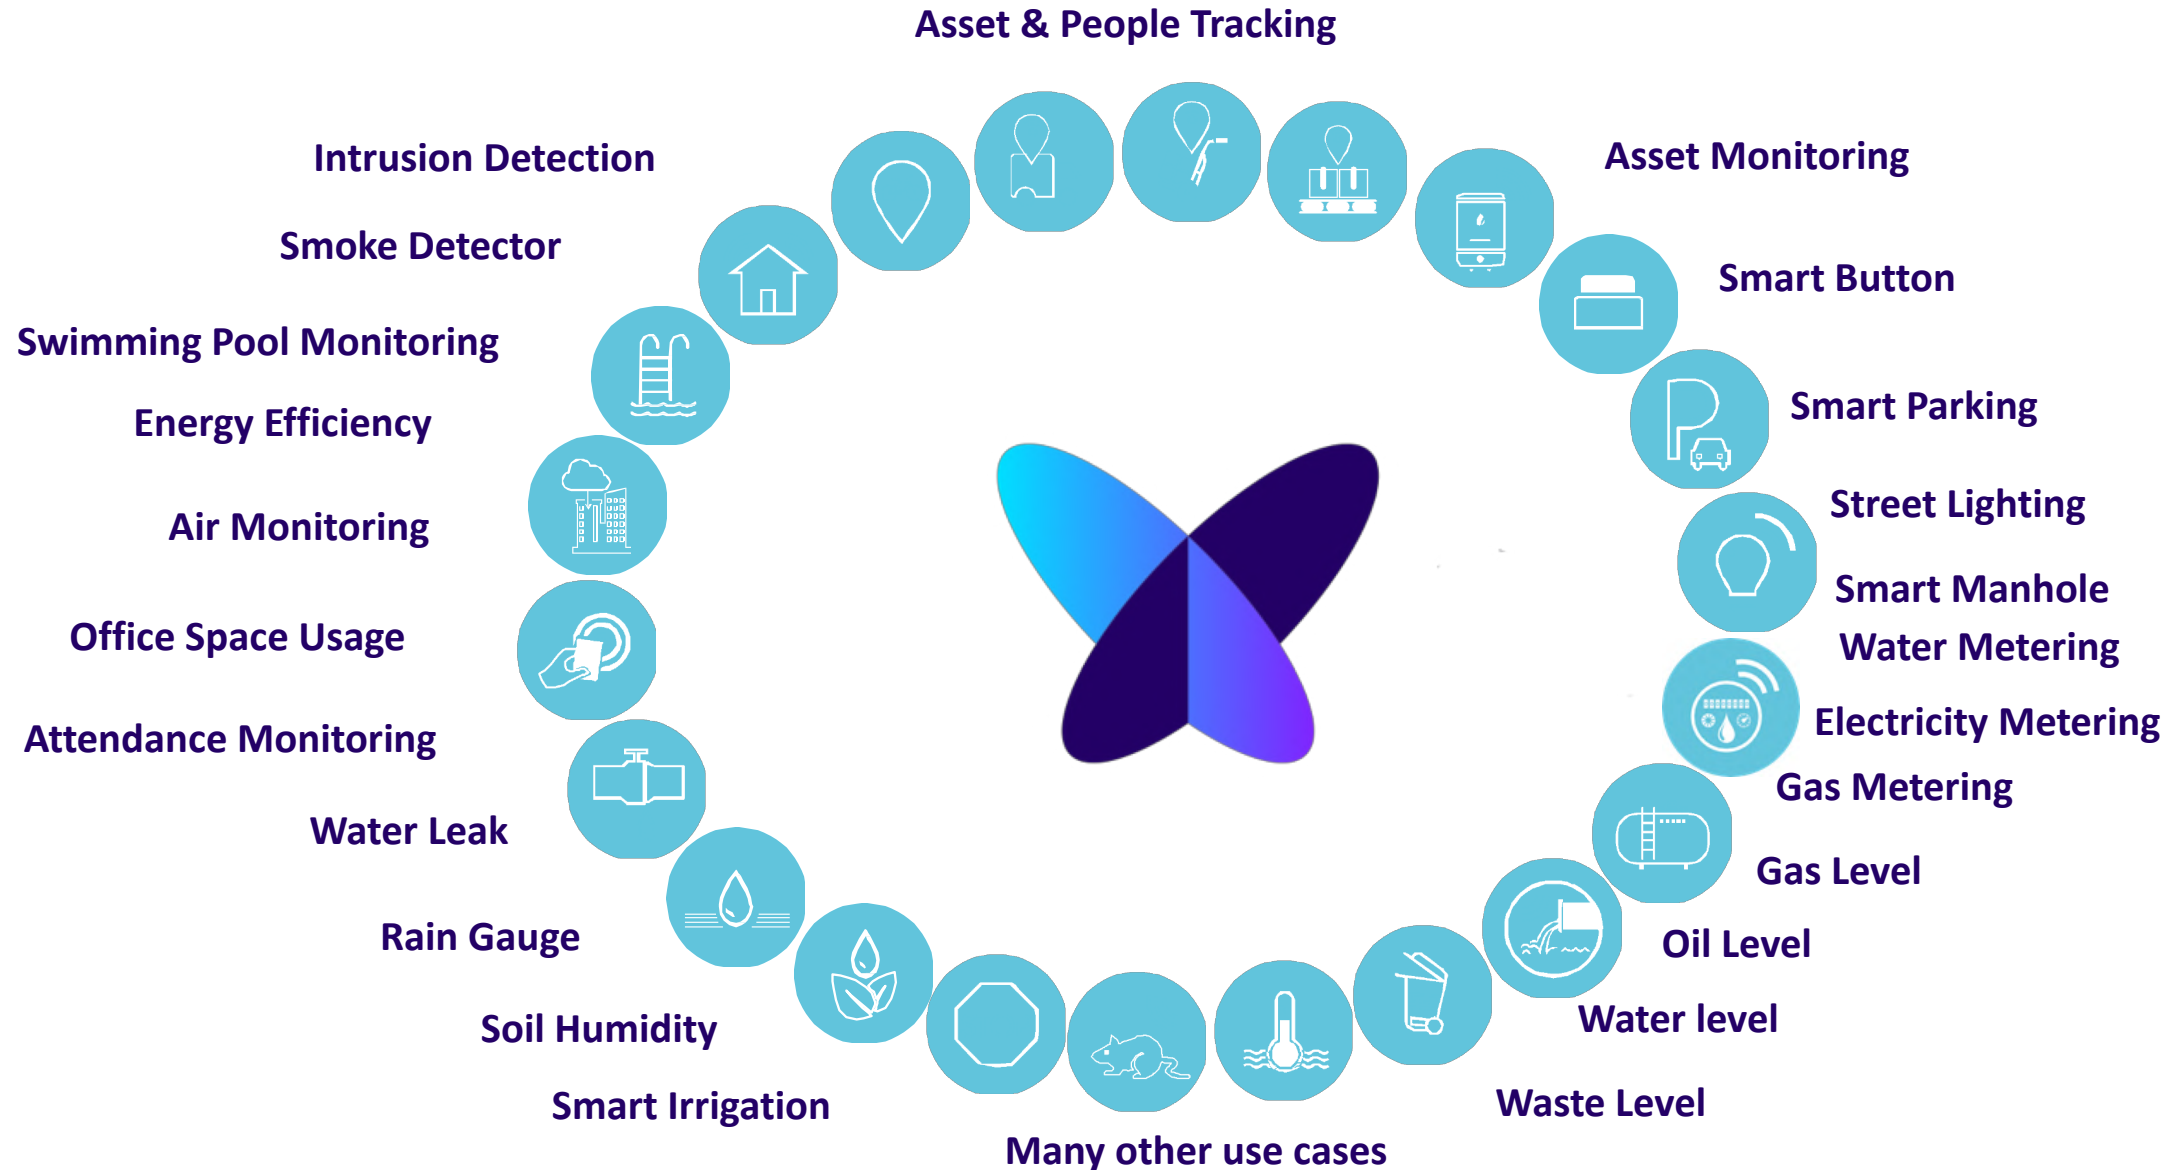 Asset & People Tracking
Intrusion Detection
Asset Monitoring
Smoke Detector
Smart Button
Swimming Pool Monitoring
Smart Parking
Energy Efficiency
Street Lighting
Air Monitoring
Smart Manhole
Office Space Usage
Water Metering
Electricity Metering
Attendance Monitoring
Gas Metering
Water Leak
Gas Level
Rain Gauge
Oil Level
Water level
Soil Humidity
Waste Level
Smart Irrigation
Many other use cases